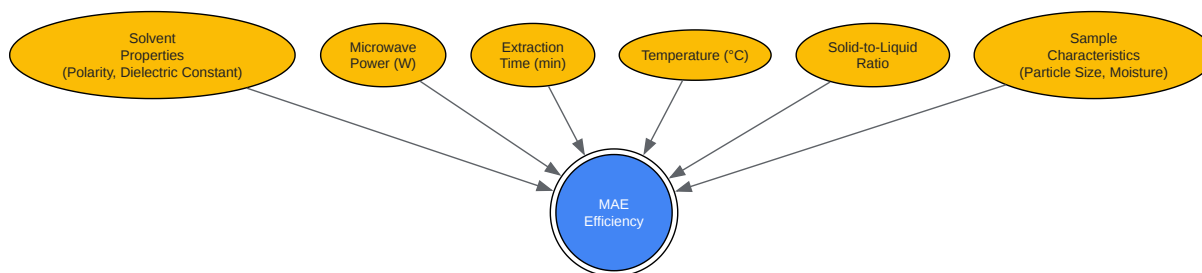 Solvent
Properties
(Polarity, Dielectric Constant)
Microwave
Power (W)
Extraction
Time (min)
Temperature (°C)
Solid-to-Liquid
Ratio
Sample
Characteristics
(Particle Size, Moisture)
MAE
Efficiency